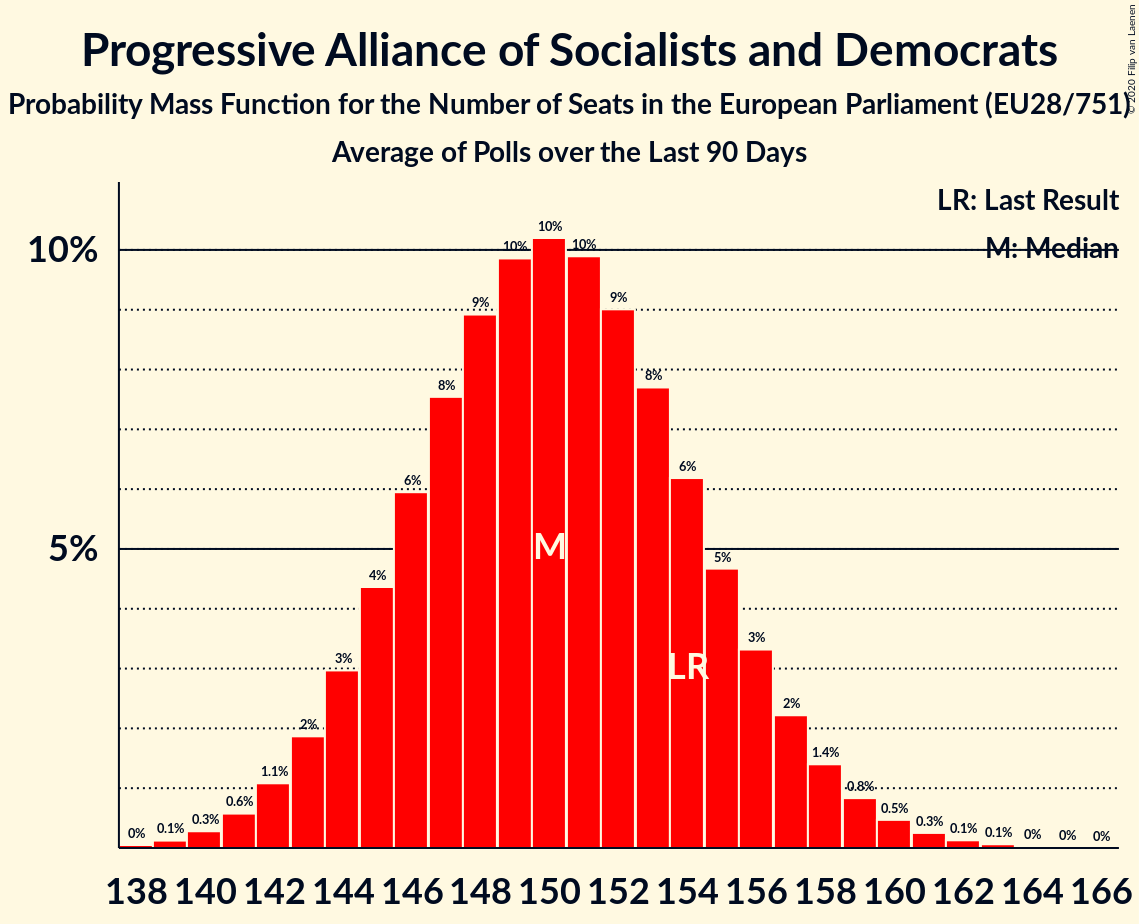 Progressive Alliance of Socialists and Democrats
Probability Mass Function for the Number of Seats in the European Parliament (EU28/751)
Average of Polls over the Last 90 Days
© 2020 Filip van Laenen
LR: Last Result
M: Median
10%
5%
0% 0.1% 0.3% 0.6% 1.1% 2% 3% 4% 6% 8% 9% 10% 10% 10% 9% 8% 6% 5% 3% 2% 1.4% 0.8% 0.5% 0.3% 0.1% 0.1% 0% 0% 0%
M
LR
138 140 142 144 146 148 150 152 154 156 158 160 162 164 166